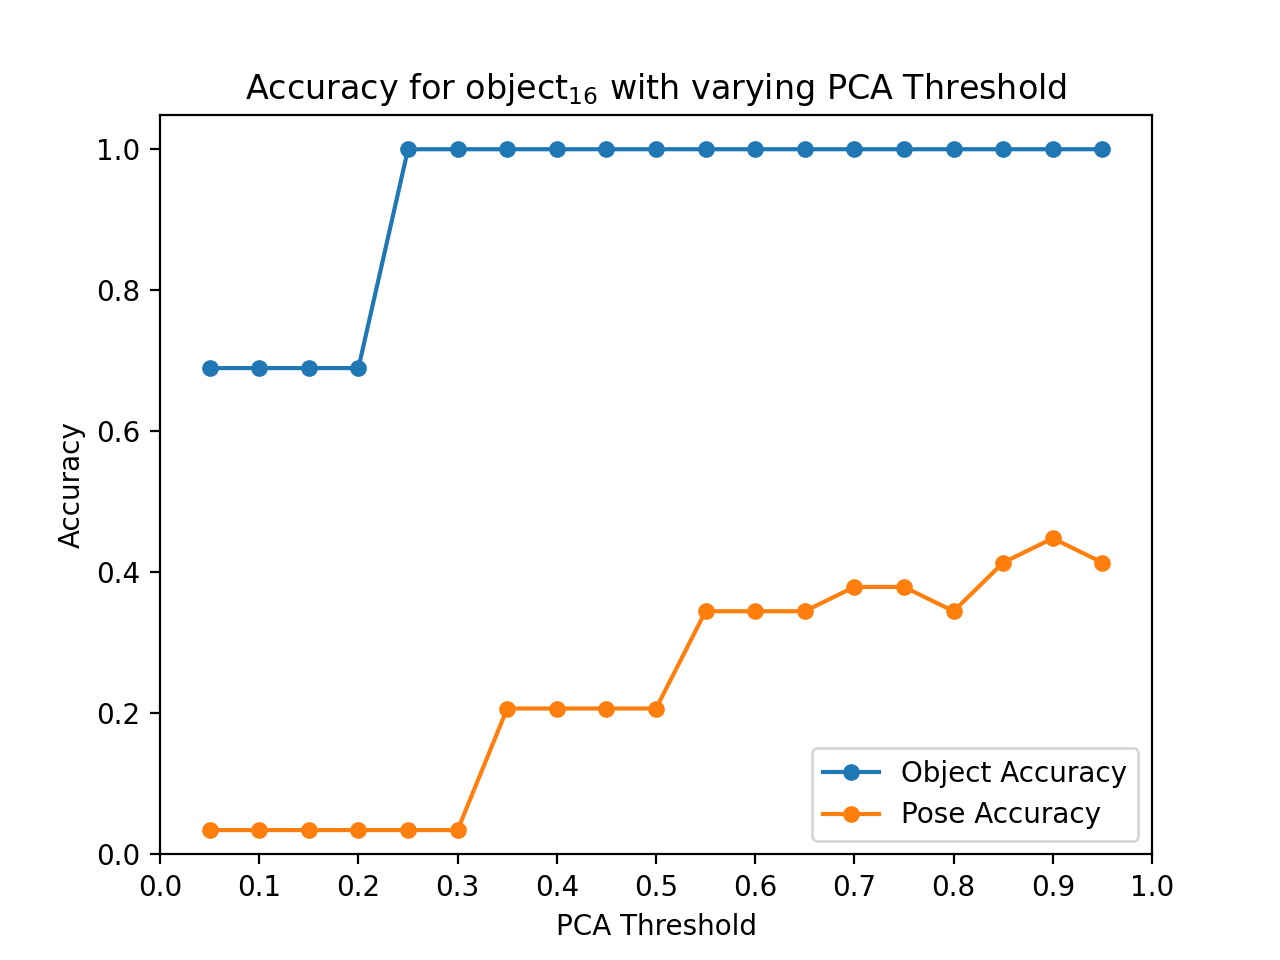 Accuracy for object₁₆ with varying PCA Threshold
1.0
0.8
0.6
0.4
0.2
0.0
Accuracy
Object Accuracy
Pose Accuracy
0.0 0.1 0.2 0.3 0.4 0.5 0.6 0.7 0.8 0.9 1.0
PCA Threshold